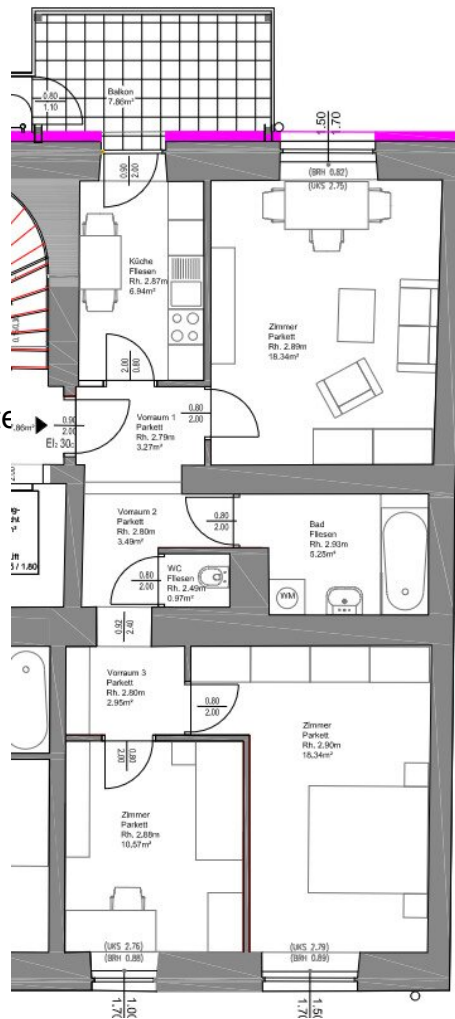 0.80
1.10
Balkon
7.86m²
1.50
1.70
(BRH 0.82)
(UKS 2.75)
0.90
2.00
Küche
Fliesen
Rh. 2.87m
6.94m²
Zimmer
Parkett
Rh. 2.89m
18.34m²
2.00
0.80
.86m²
0.90
2.00
EI₂ 30
Vorraum 1
Parkett
Rh. 2.79m
3.27m²
0.80
2.00
Vorraum 2
Parkett
Rh. 2.80m
3.49m²
0.80
2.00
Bad
Fliesen
Rh. 2.93m
5.25m²
WM
WC
Fliesen
Rh. 2.49m
0.97m²
0.80
2.00
/ 1.80
0.92
2.40
Vorraum 3
Parkett
Rh. 2.80m
2.95m²
0.80
2.00
Zimmer
Parkett
Rh. 2.90m
18.34m²
2.00
0.80
Zimmer
Parkett
Rh. 2.88m
10.57m²
(UKS 2.76)
(BRH 0.88)
(UKS 2.79)
(BRH 0.89)
1.00
1.70
1.50
1.70